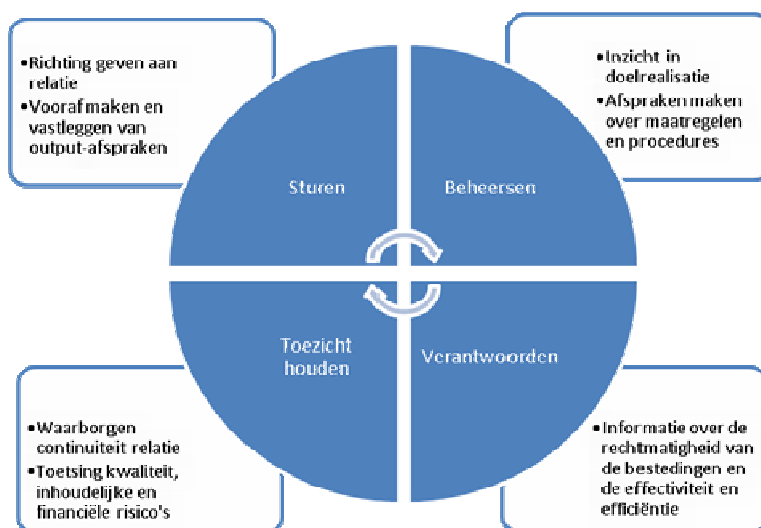 •Richting geven aan
relatie
•Vooraf maken en
vastleggen van
output-afspraken
•Inzicht in
doelrealisatie
•Afspraken maken
over maatregelen
en procedures
Sturen
Beheersen
Toezicht
houden
Verantwoorden
•Waarborgen
continuiteit relatie
•Toetsing kwaliteit,
inhoudelijke en
financiële risico's
•Informatie over de
rechtmatigheid van
de bestedingen en
de effectiviteit en
efficiëntie